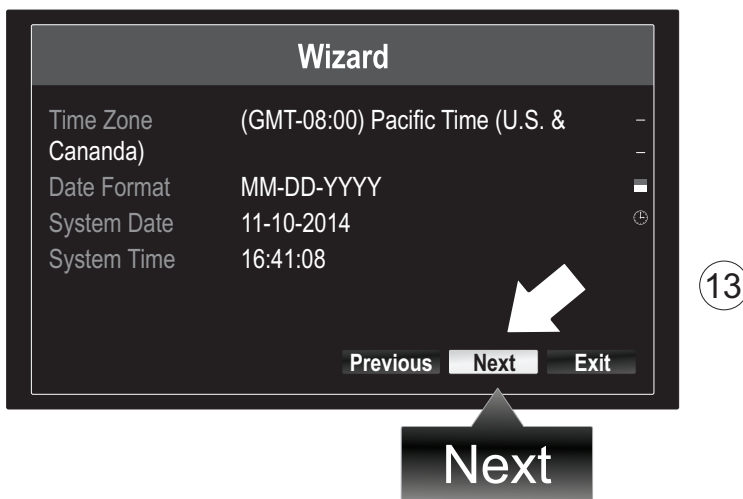 Wizard
Time Zone (GMT-08:00) Pacific Time (U.S. &
Cananda)
Date Format MM-DD-YYYY
System Date 11-10-2014
System Time 16:41:08
Previous Next Exit
13
Next